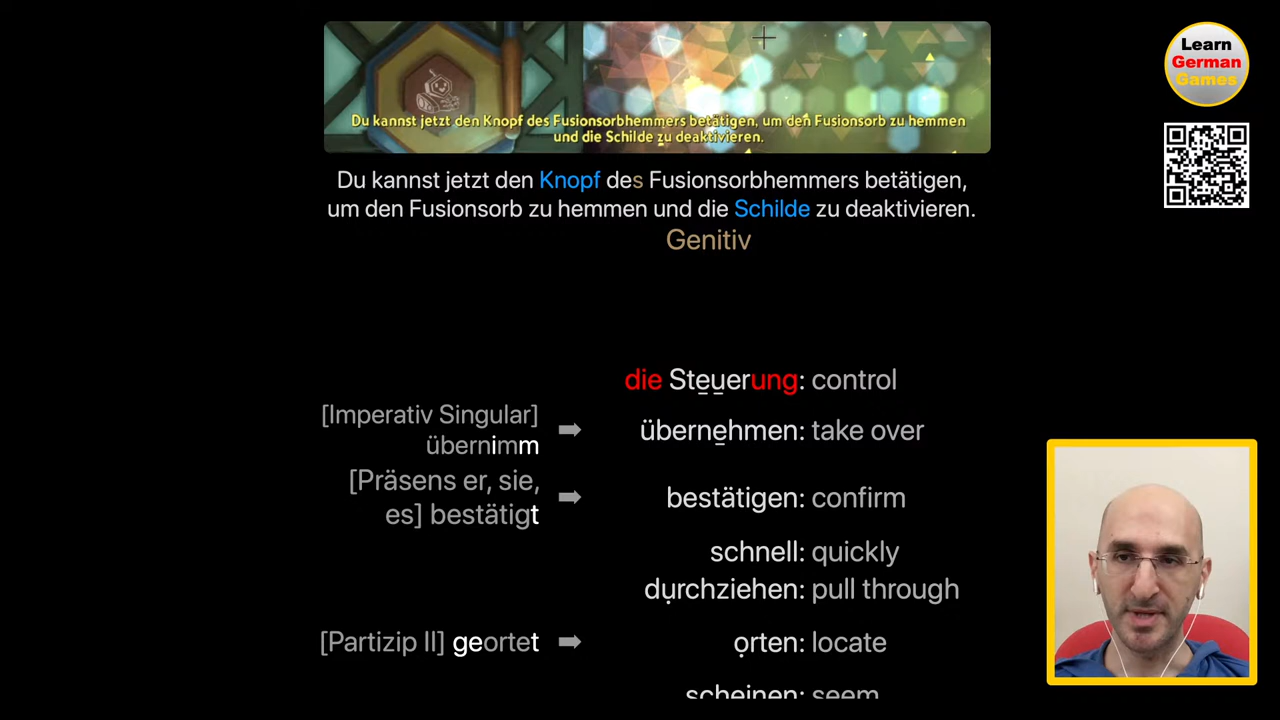 Du kannst jetzt den Knopf des Fusionsorbhemmers betätigen, um den Fusionsorb zu hemmen
und die Schilde zu deaktivieren.
Learn
German
Games
Du kannst jetzt den Knopf des Fusionsorbhemmers betätigen,
um den Fusionsorb zu hemmen und die Schilde zu deaktivieren.
Genitiv
die Steuerung: control
[Imperativ Singular]
übernimm ➡ übernehmen: take over
[Präsens er, sie,
es] bestätigt ➡ bestätigen: confirm
schnell: quickly
durchziehen: pull through
[Partizip II] geortet ➡ orten: locate
scheinen: seem